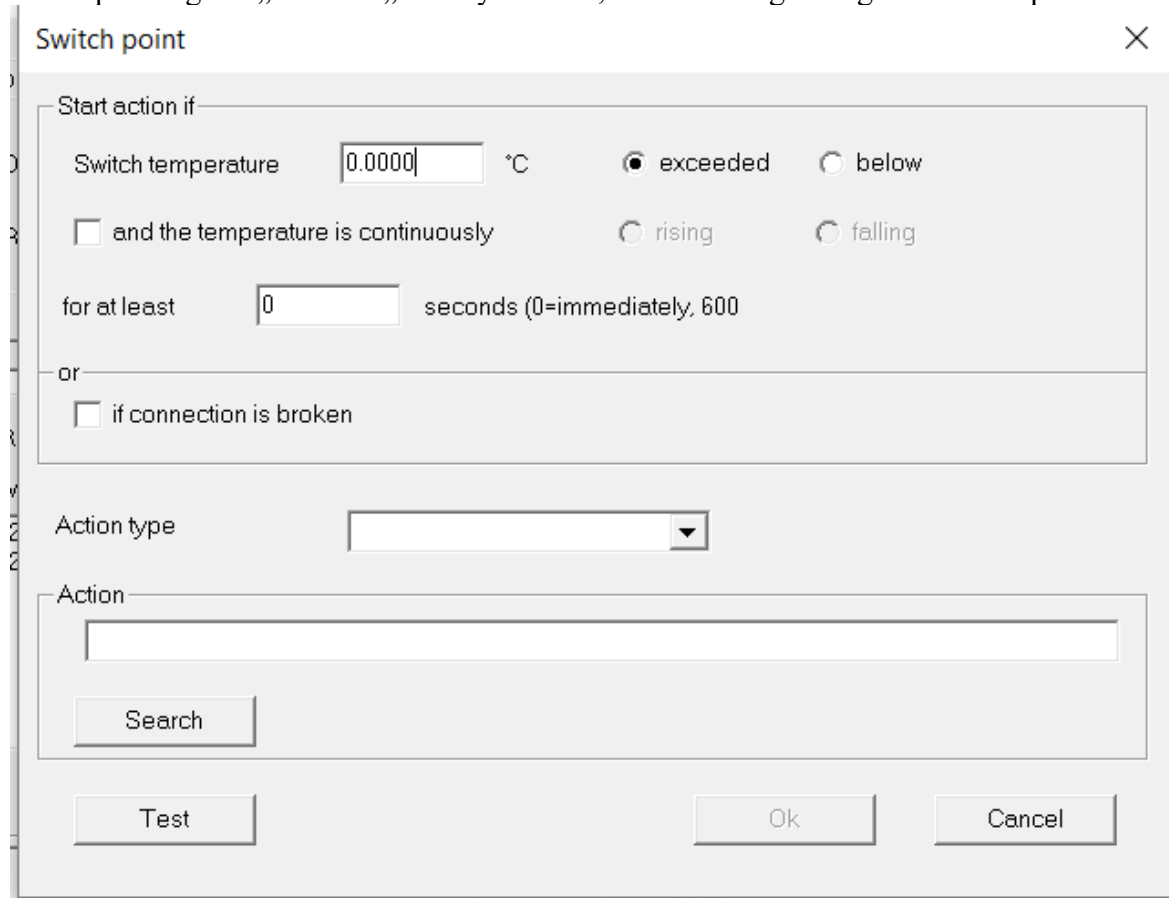 Switch point
Start action if
Switch temperature 0.0000 °C exceeded below
and the temperature is continuously rising falling
for at least 0 seconds (0=immediately, 600
or
if connection is broken
Action type
Action
Search
Test Ok Cancel